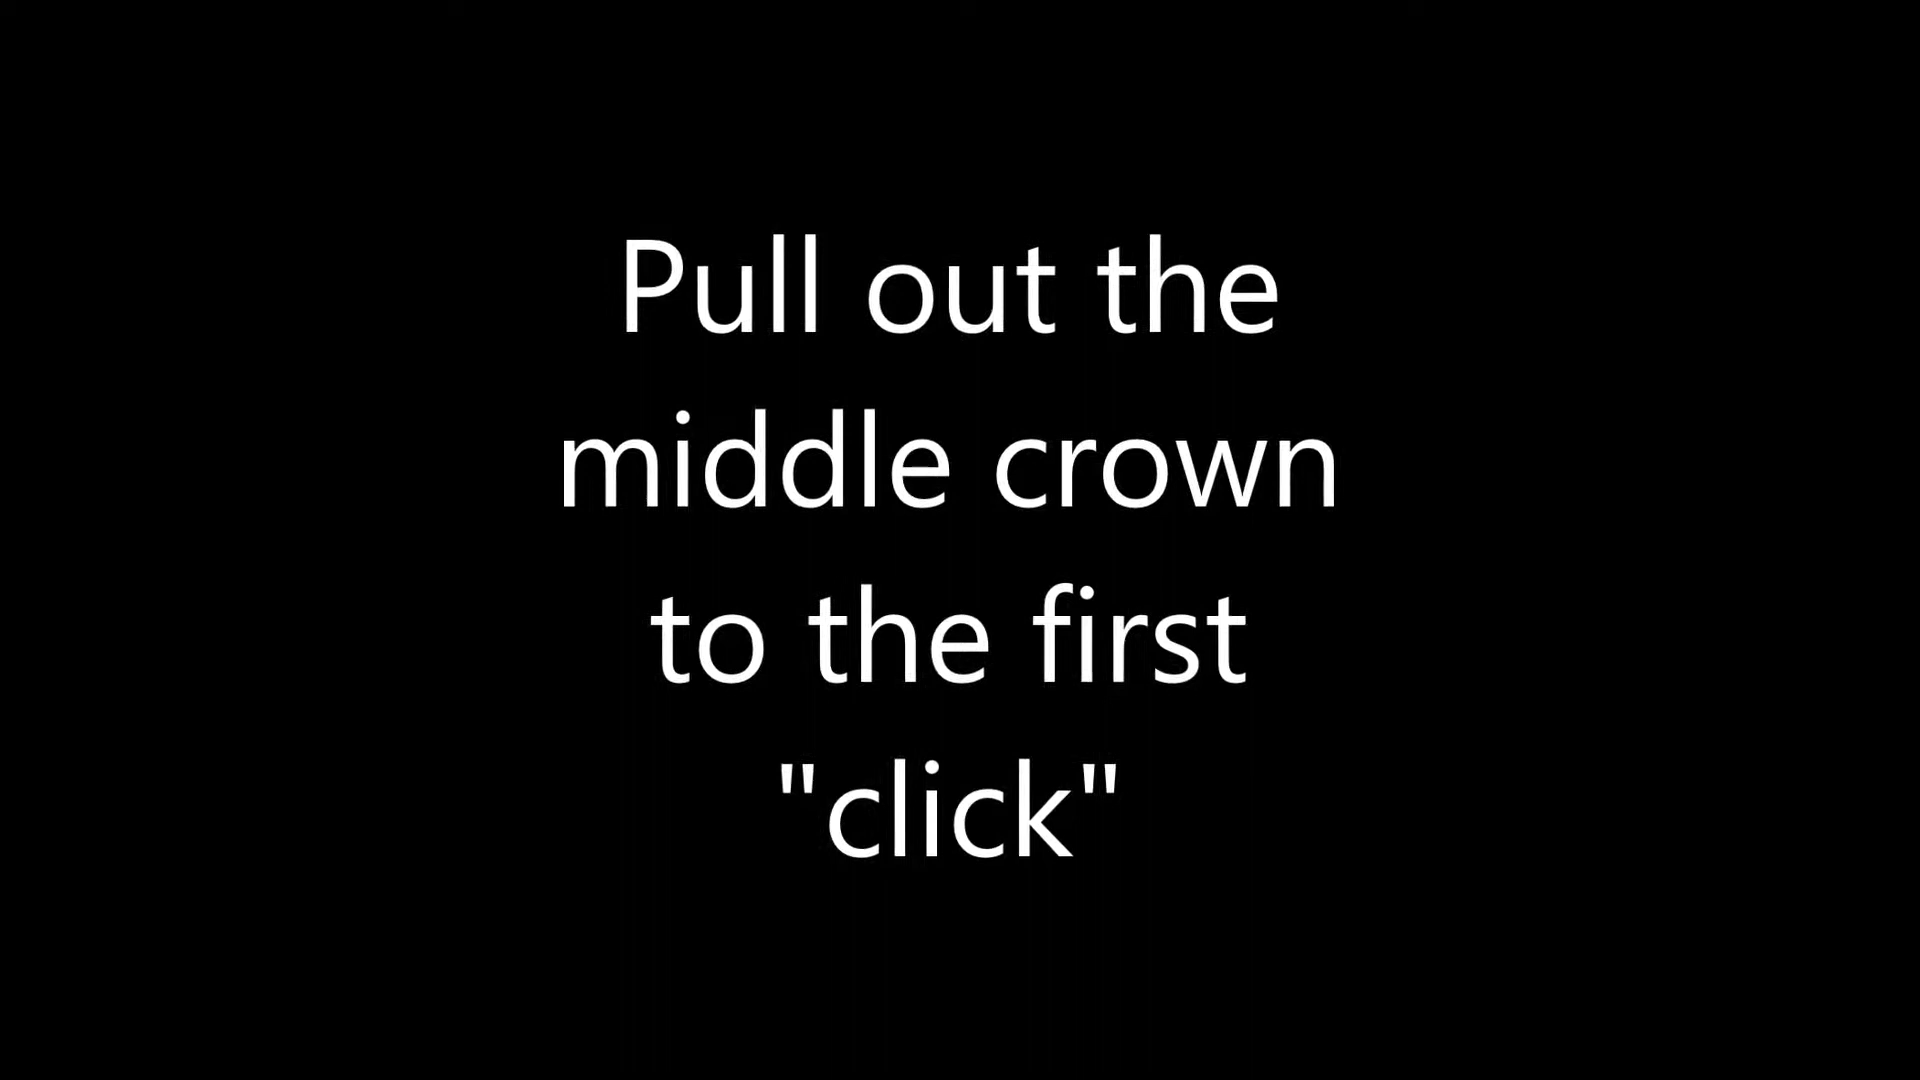 Pull out the
middle crown
to the first
"click"